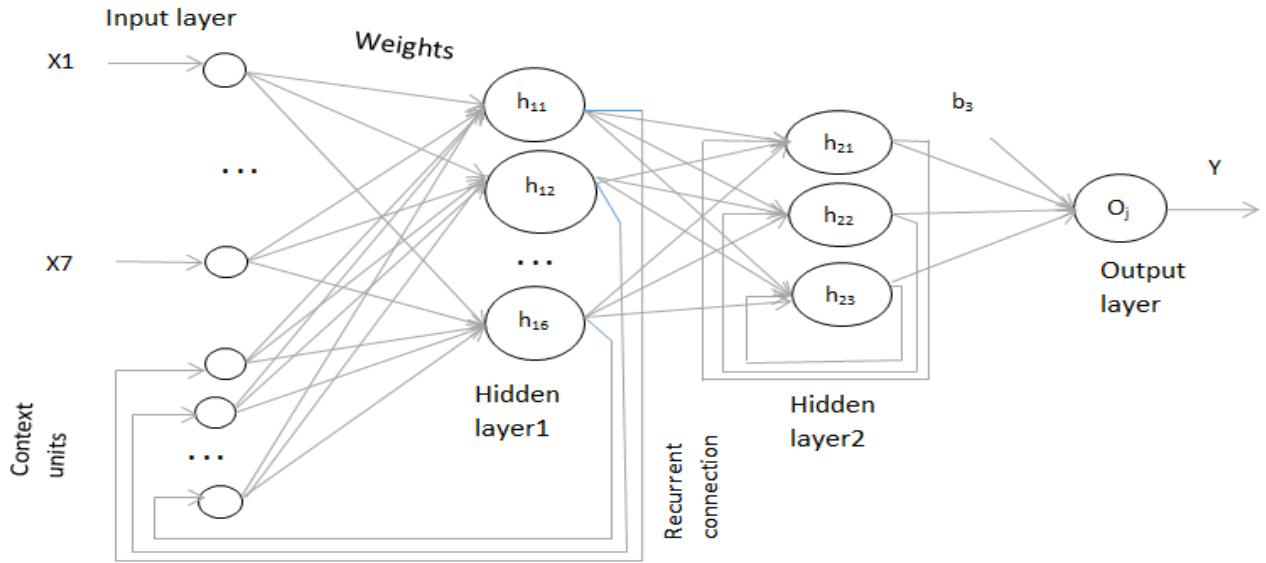 Input layer
Weights
X1
h₁₁
b₃
h₂₁
...
Y
h₁₂
h₂₂
Oⱼ
X7
...
h₂₃
Output
layer
h₁₆
Hidden
layer1
Hidden
layer2
Context
units
...
Recurrent
connection